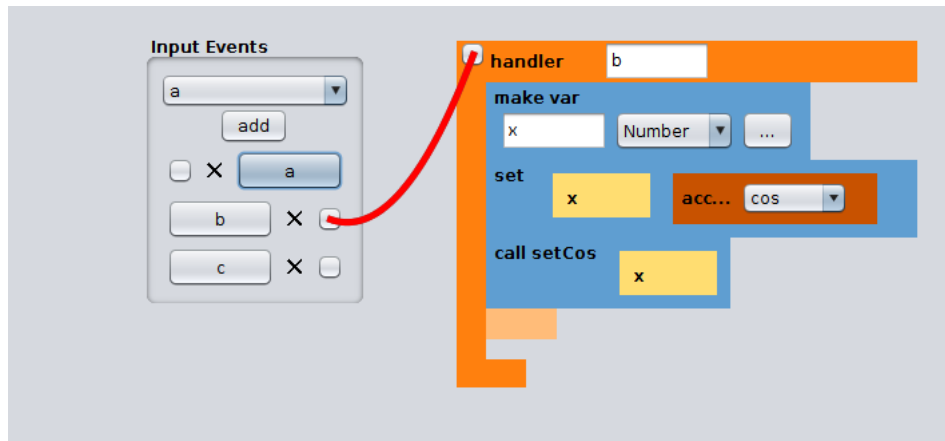 Input Events
a
add
a
b
c
handler b
make var
x Number ...
set x acc... cos
call setCos x